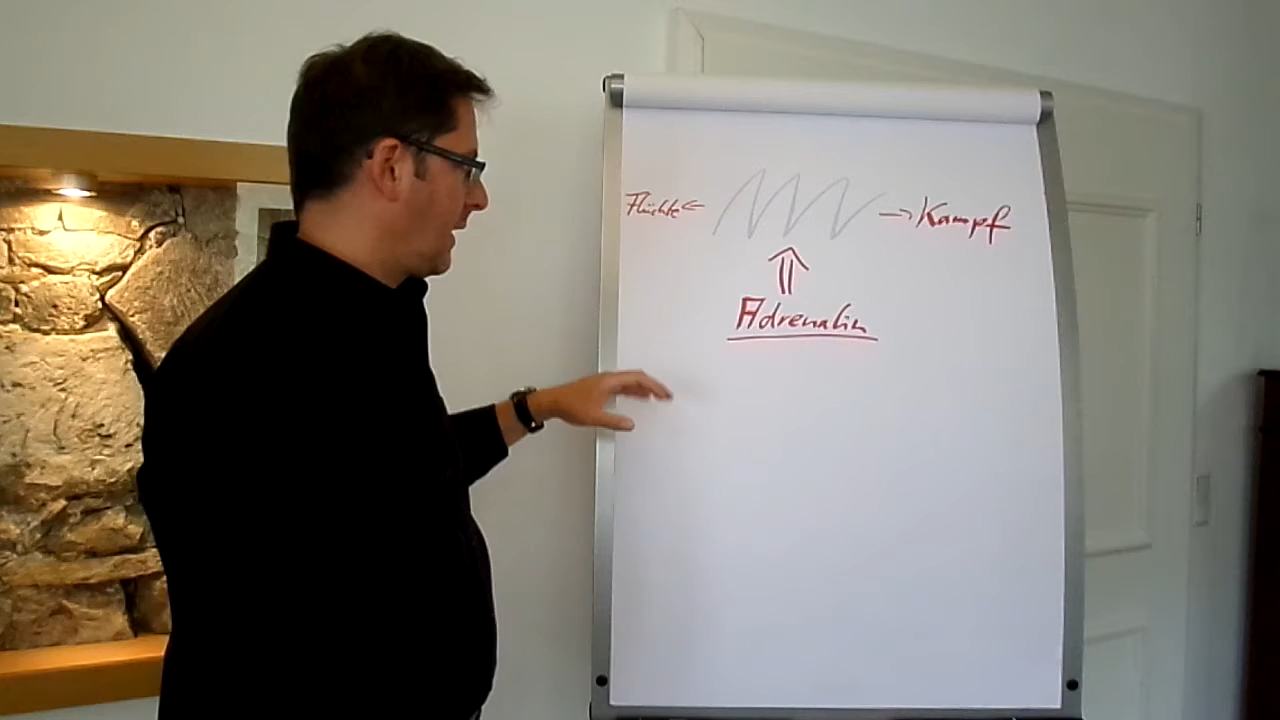 Flüchte ← → Kampf
Adrenalin